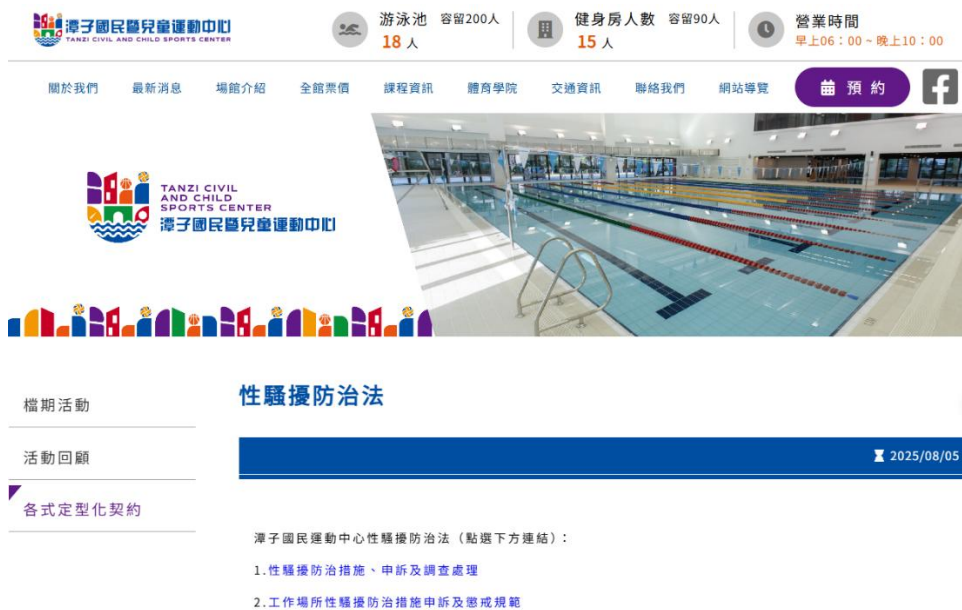 潭子國民暨兒童運動中心
TANZI CIVIL AND CHILD SPORTS CENTER
游泳池 容留200人
18 人
健身房人數 容留90人
15 人
營業時間
早上06：00 ~ 晚上10：00
關於我們 最新消息 場館介紹 全館票價 課程資訊 體育學院 交通資訊 聯絡我們 網站導覽 預約
TANZI CIVIL
AND CHILD
SPORTS CENTER
潭子國民暨兒童運動中心
性騷擾防治法
檔期活動
2025/08/05
活動回顧
各式定型化契約
潭子國民運動中心性騷擾防治法（點選下方連結）：
1.性騷擾防治措施、申訴及調查處理
2.工作場所性騷擾防治措施申訴及懲戒規範